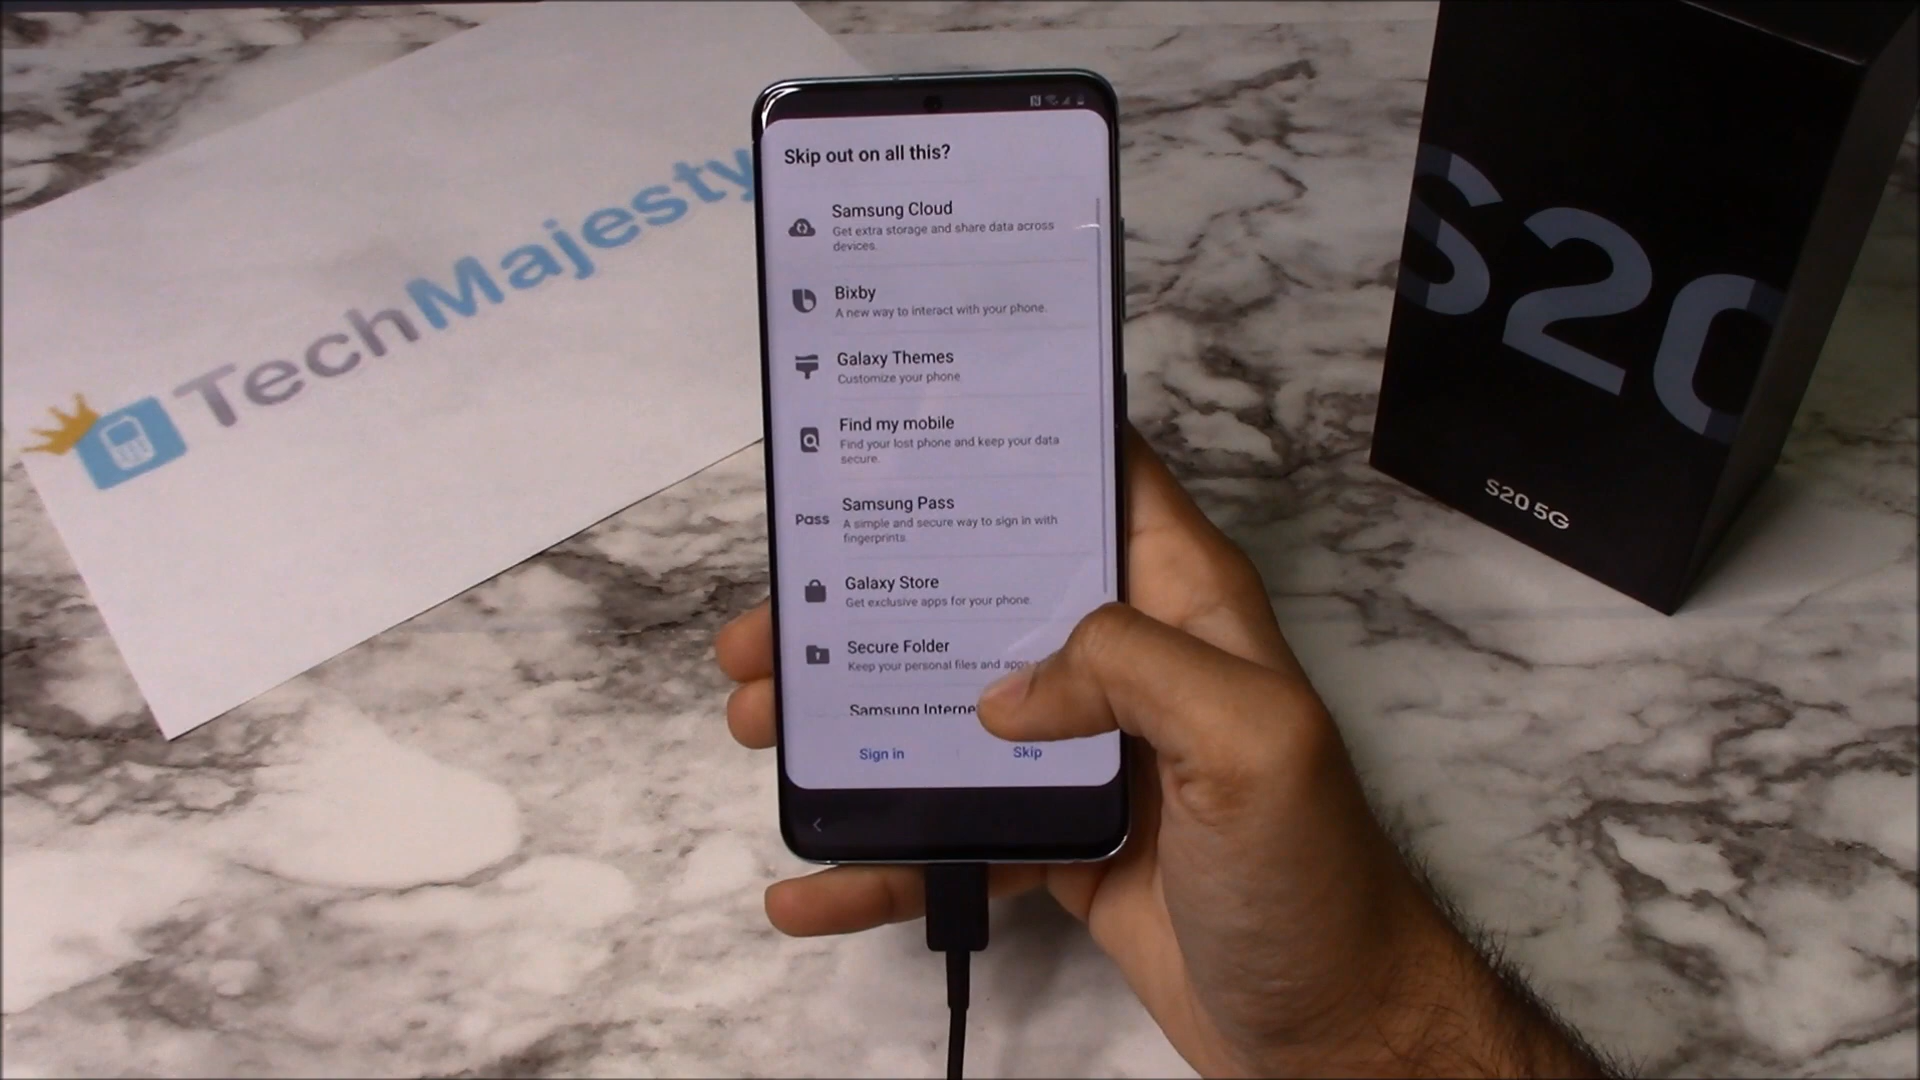 TechMajesty
Skip out on all this?
Samsung Cloud
Get extra storage and share data across
devices.
Bixby
A new way to interact with your phone.
Galaxy Themes
Customize your phone.
Find my mobile
Find your lost phone and keep your data
secure.
Pass
Samsung Pass
A simple and secure way to sign in with
fingerprints.
Galaxy Store
Get exclusive apps for your phone.
Secure Folder
Keep your personal files and apps
Samsung
Sign in
Skip
S20
S20 5G